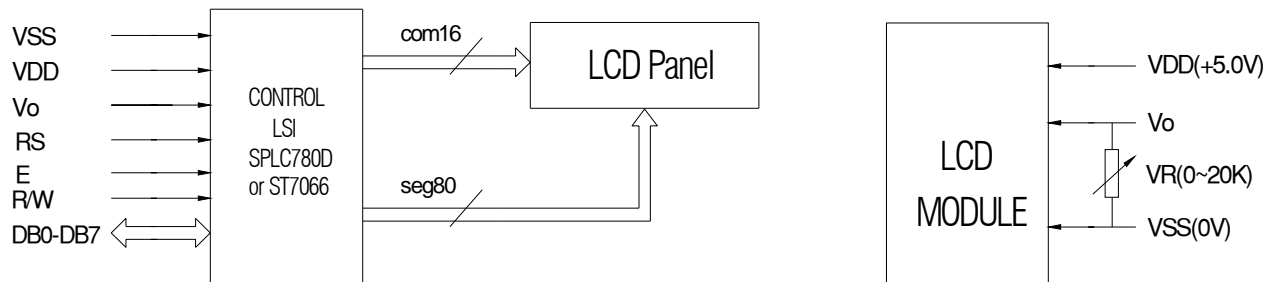 VSS
VDD
Vo
RS
E
R/W
DB0-DB7
CONTROL
LSI
SPLC780D
or ST7066
com16
seg80
LCD Panel
LCD
MODULE
VDD(+5.0V)
Vo
VR(0~20K)
VSS(0V)